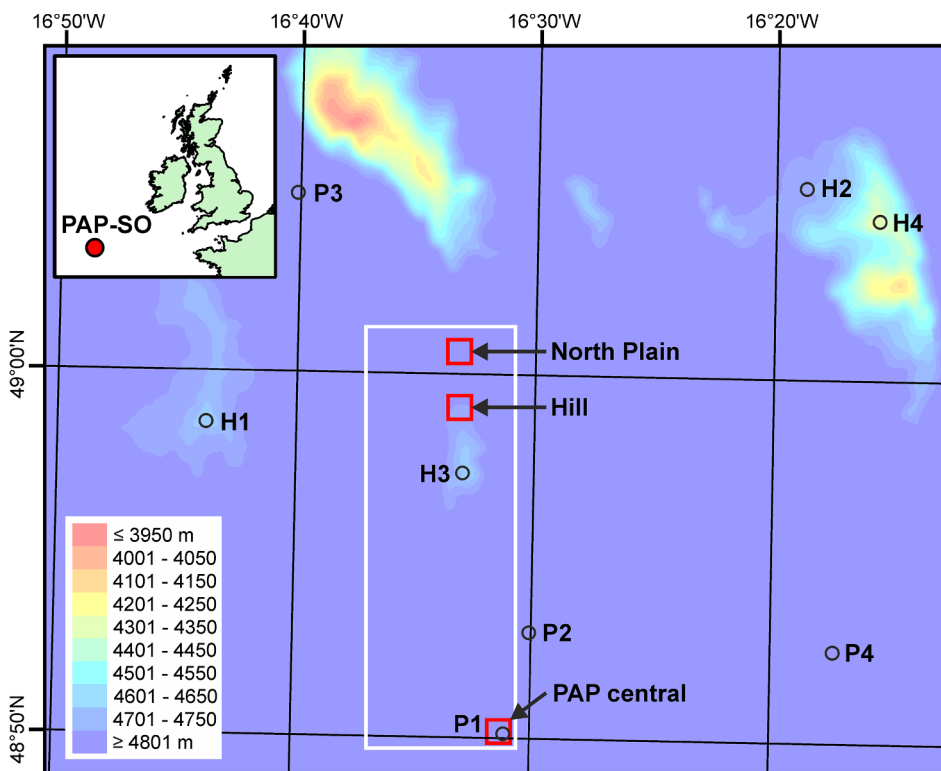 16°50'W
16°40'W
16°30'W
16°20'W
PAP-SO
P3
H2
H4
North Plain
49°00'N
Hill
H1
H3
≤ 3950 m
4001 - 4050
4101 - 4150
4201 - 4250
4301 - 4350
4401 - 4450
4501 - 4550
4601 - 4650
4701 - 4750
≥ 4801 m
P2
P4
PAP central
P1
48°50'N